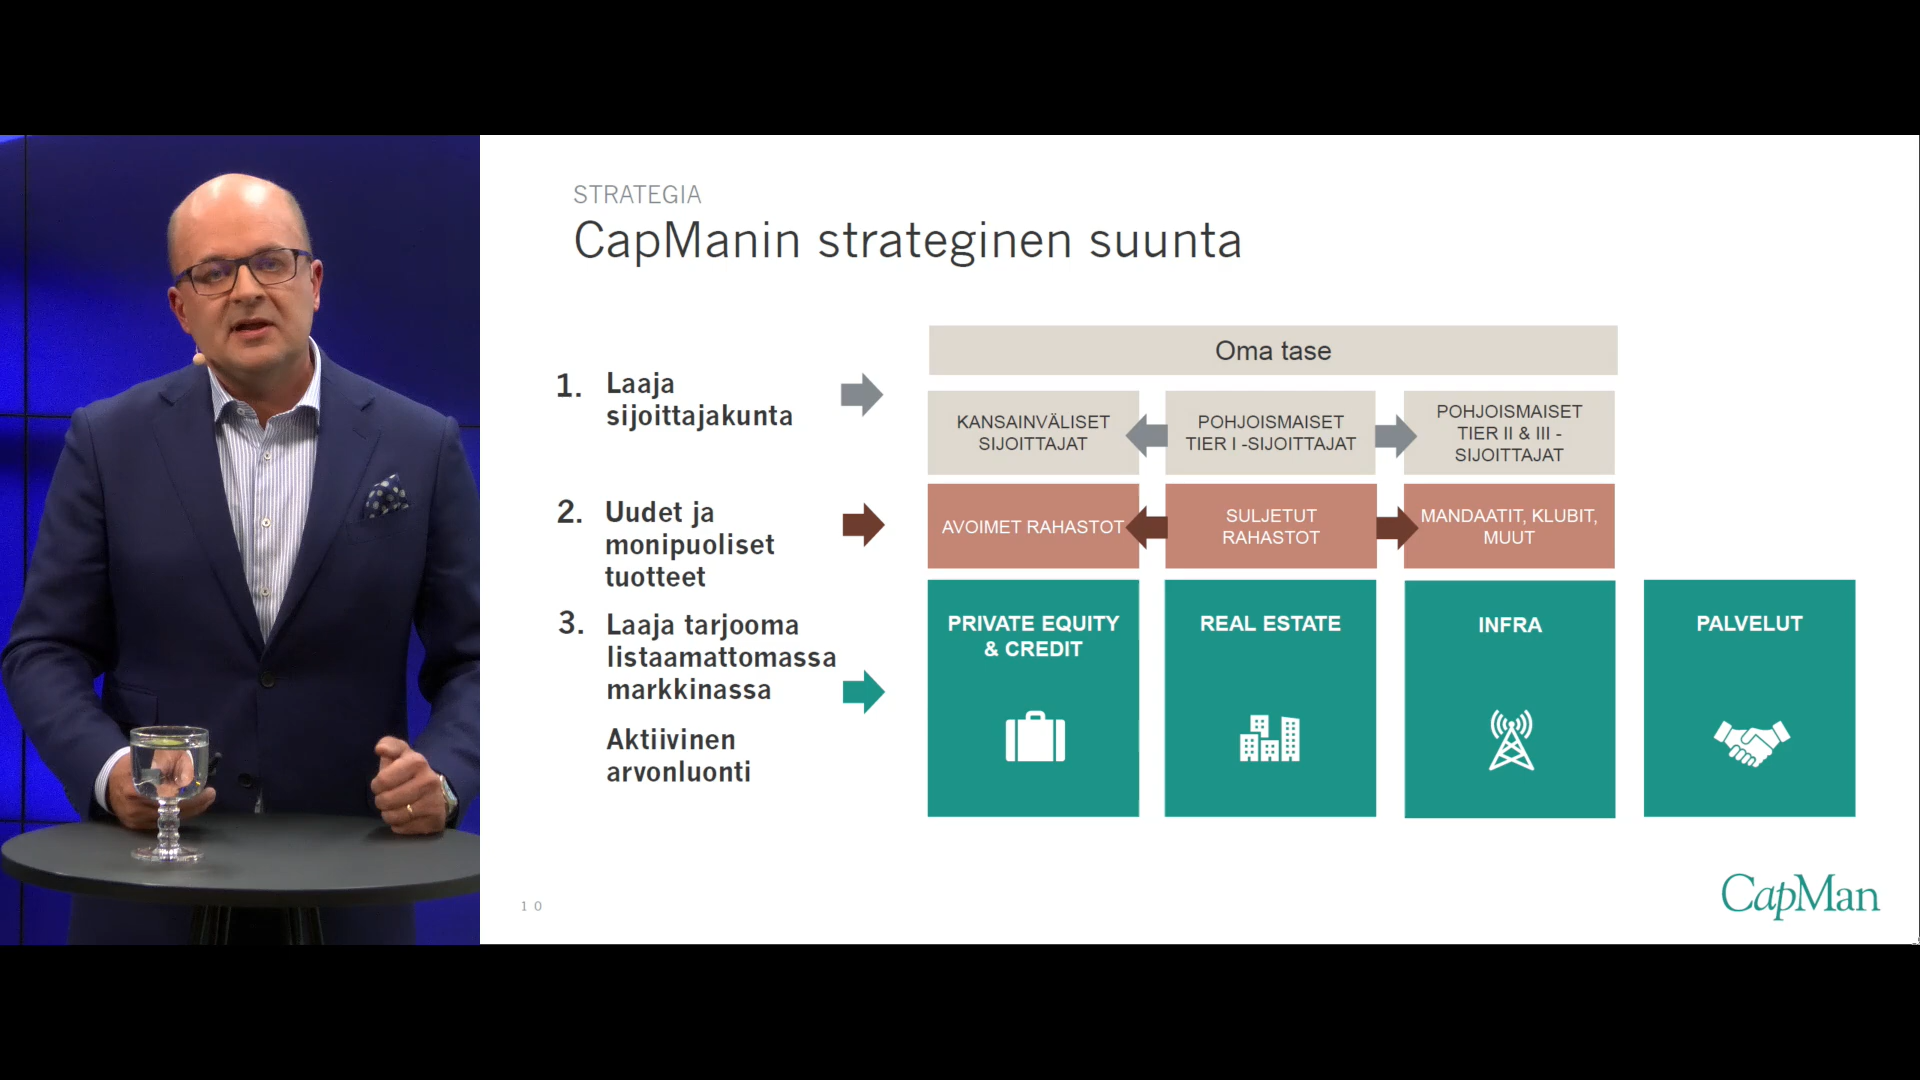 STRATEGIA
CapManin strateginen suunta
Oma tase
1. Laaja
sijoittajakunta
KANSAINVÄLISET
SIJOITTAJAT
POHJOISMAISET
TIER I -SIJOITTAJAT
POHJOISMAISET
TIER II & III -
SIJOITTAJAT
2. Uudet ja
monipuoliset
tuotteet
AVOIMET RAHASTOT
SULJETUT
RAHASTOT
MANDAATIT, KLUBIT,
MUUT
3. Laaja tarjooma
listaamattomassa
markkinassa
Aktiivinen
arvonluonti
PRIVATE EQUITY
& CREDIT
REAL ESTATE
INFRA
PALVELUT
10
CapMan